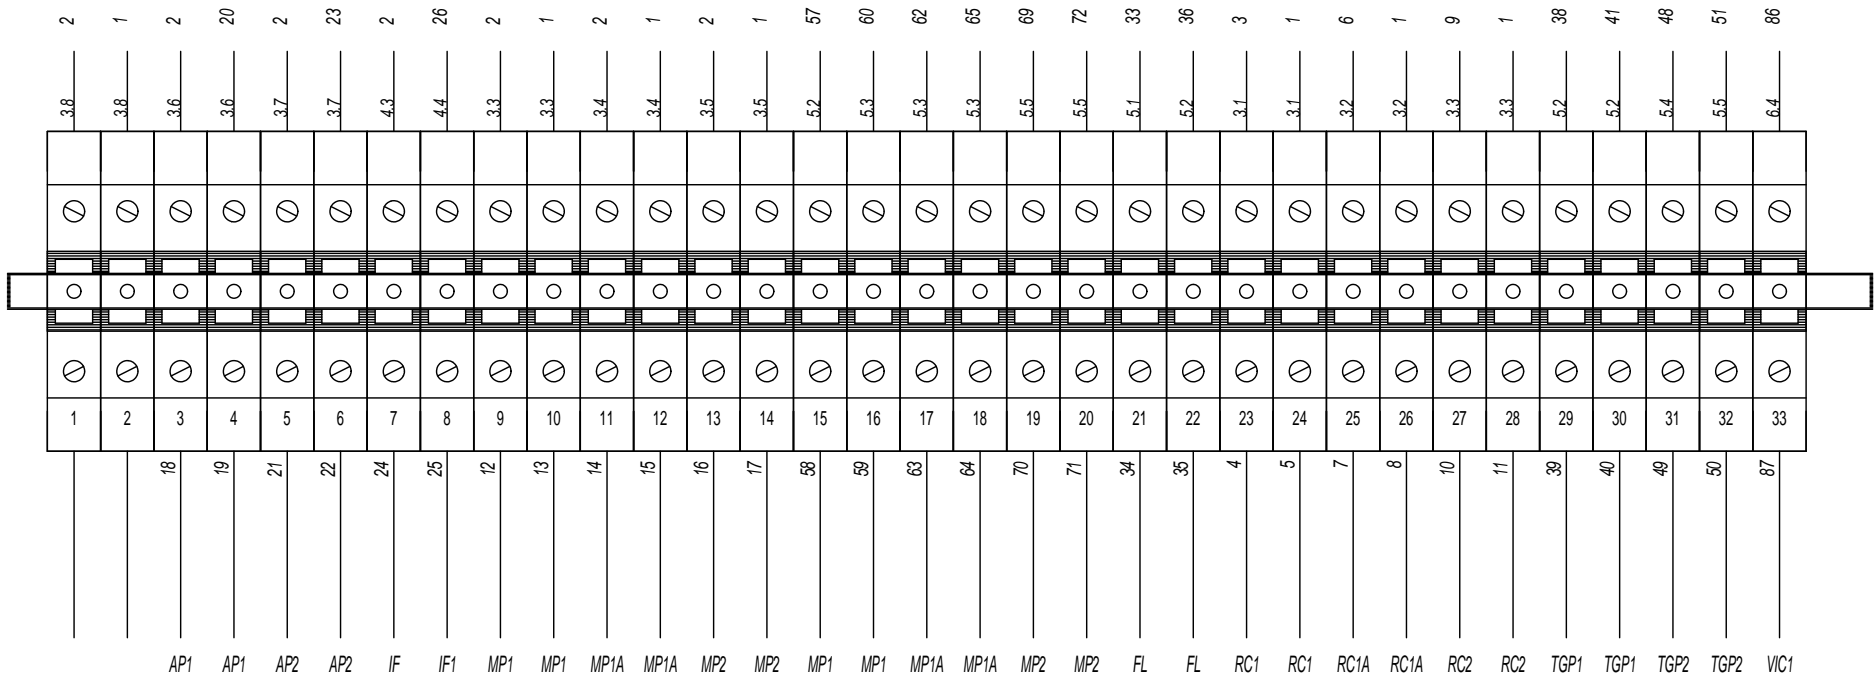 2 1 2 20 2 23 2 26 2 1 2 1 2 1 57 60 62 65 69 72 33 36 3 1 6 1 9 1 38 41 48 51 86
3.8 3.8 3.6 3.6 3.7 3.7 4.3 4.4 3.3 3.3 3.4 3.4 3.5 3.5 5.2 5.3 5.3 5.3 5.5 5.5 5.1 5.2 3.1 3.1 3.2 3.2 3.3 3.3 5.2 5.2 5.4 5.5 6.4
1 2 3 4 5 6 7 8 9 10 11 12 13 14 15 16 17 18 19 20 21 22 23 24 25 26 27 28 29 30 31 32 33
18 19 21 22 24 25 12 13 14 15 16 17 58 59 63 64 70 71 34 35 4 5 7 8 10 11 39 40 49 50 87
AP1 AP1 AP2 AP2 IF IF1 MP1 MP1 MP1A MP1A MP2 MP2 MP1 MP1 MP1A MP1A MP2 MP2 FL FL RC1 RC1 RC1A RC1A RC2 RC2 TGP1 TGP1 TGP2 TGP2 VIC1